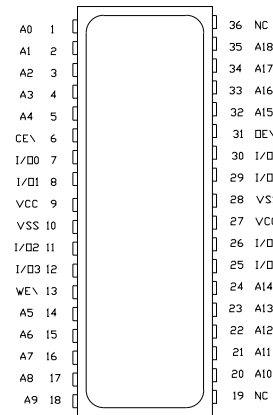 A0 1
A1 2
A2 3
A3 4
A4 5
CE\ 6
I/O0 7
I/O1 8
VCC 9
VSS 10
I/O2 11
I/O3 12
WE\ 13
A5 14
A6 15
A7 16
A8 17
A9 18
36 NC
35 A18
34 A17
33 A16
32 A15
31 OE\
30 I/O
29 I/O
28 VS
27 VCC
26 I/O
25 I/O
24 A14
23 A13
22 A12
21 A11
20 A10
19 NC